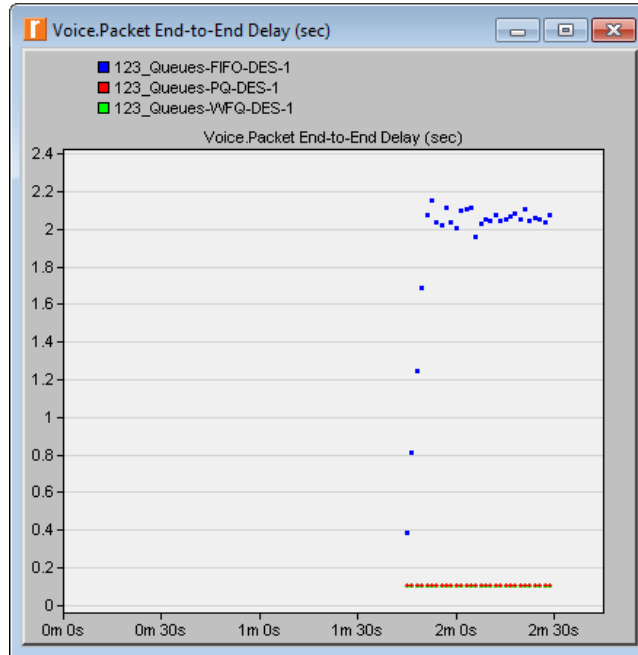 Voice.Packet End-to-End Delay (sec)
123_Queues-FIFO-DES-1
123_Queues-PQ-DES-1
123_Queues-WFQ-DES-1
Voice.Packet End-to-End Delay (sec)
2.4
2.2
2
1.8
1.6
1.4
1.2
1
0.8
0.6
0.4
0.2
0
0m 0s 0m 30s 1m 0s 1m 30s 2m 0s 2m 30s